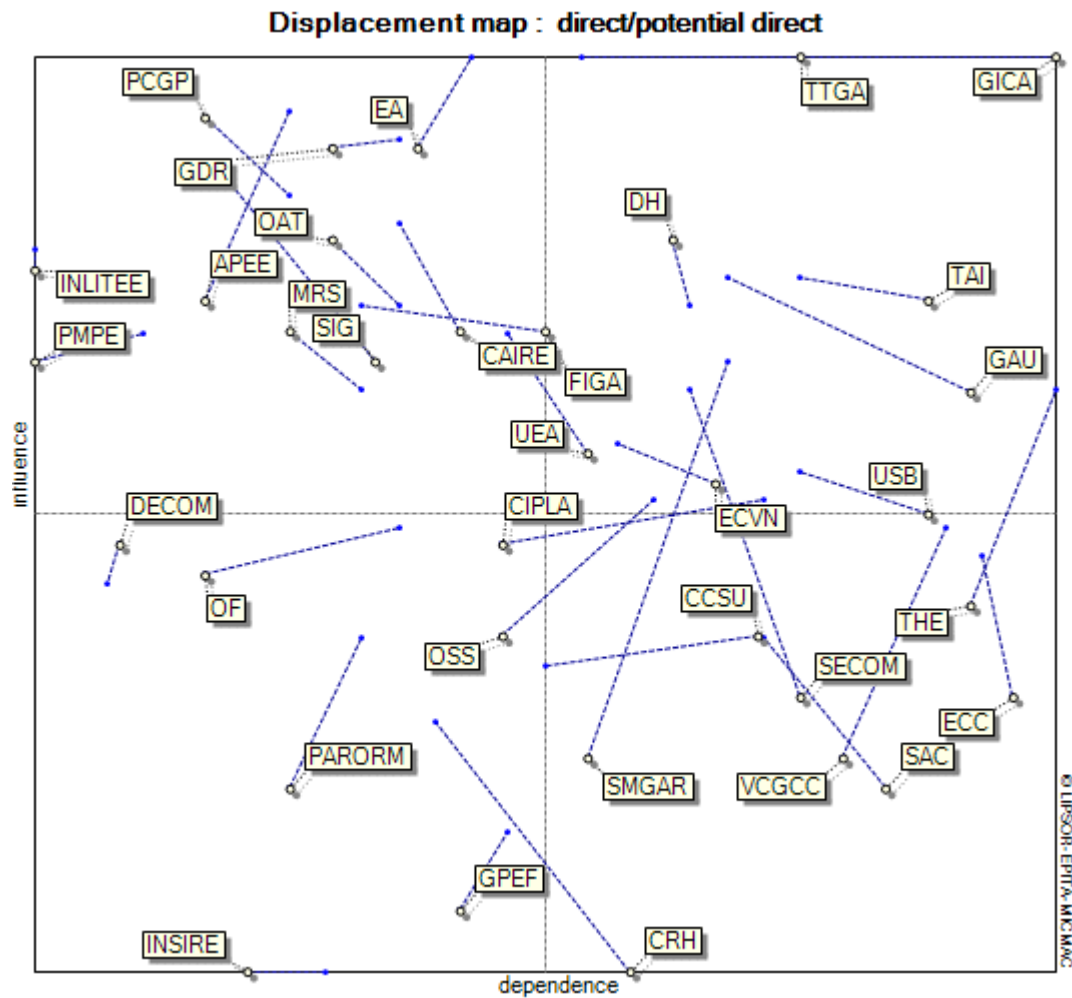 Displacement map : direct/potential direct
PCGP
EA
TTGA
GICA
GDR
DH
OAT
APEE
INLITEE
MRS
TAI
PMPE
SIG
CAIRE
FIGA
GAU
UEA
influence
USB
DECOM
CIPLA
ECVN
OF
CCSU
THE
OSS
SECOM
ECC
PARORM
SMGAR
VCGCC
SAC
© LIPSOR-EPITA-MICMAC
GPEF
INSIRE
CRH
dependence